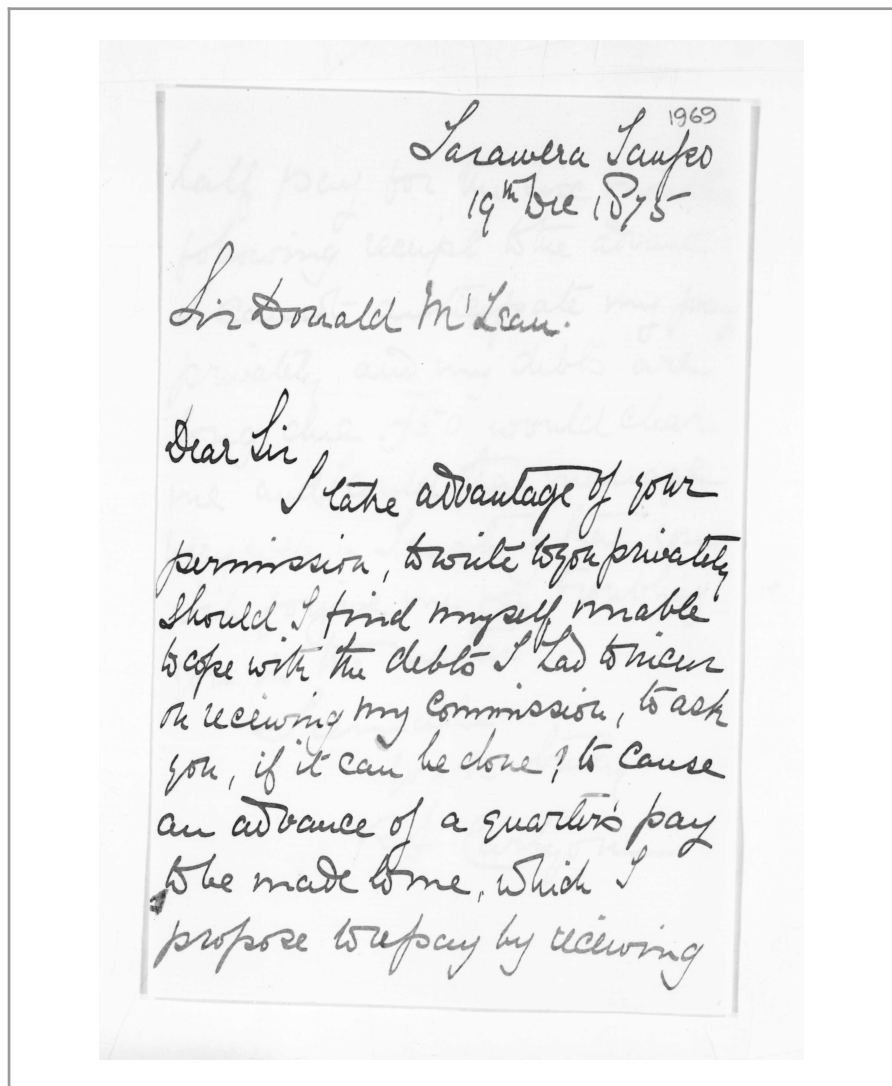 1969
Tarawera Taupo
19th Dec 1875
Sir Donald McLean.
Dear Sir
I take advantage of your
permission, to write to you privately
should I find myself unable
to cope with the debts I had to incur
on receiving my Commission, to ask
you, if it can be done? to cause
an advance of a quarter's pay
to be made to me, which I
propose to repay by receiving